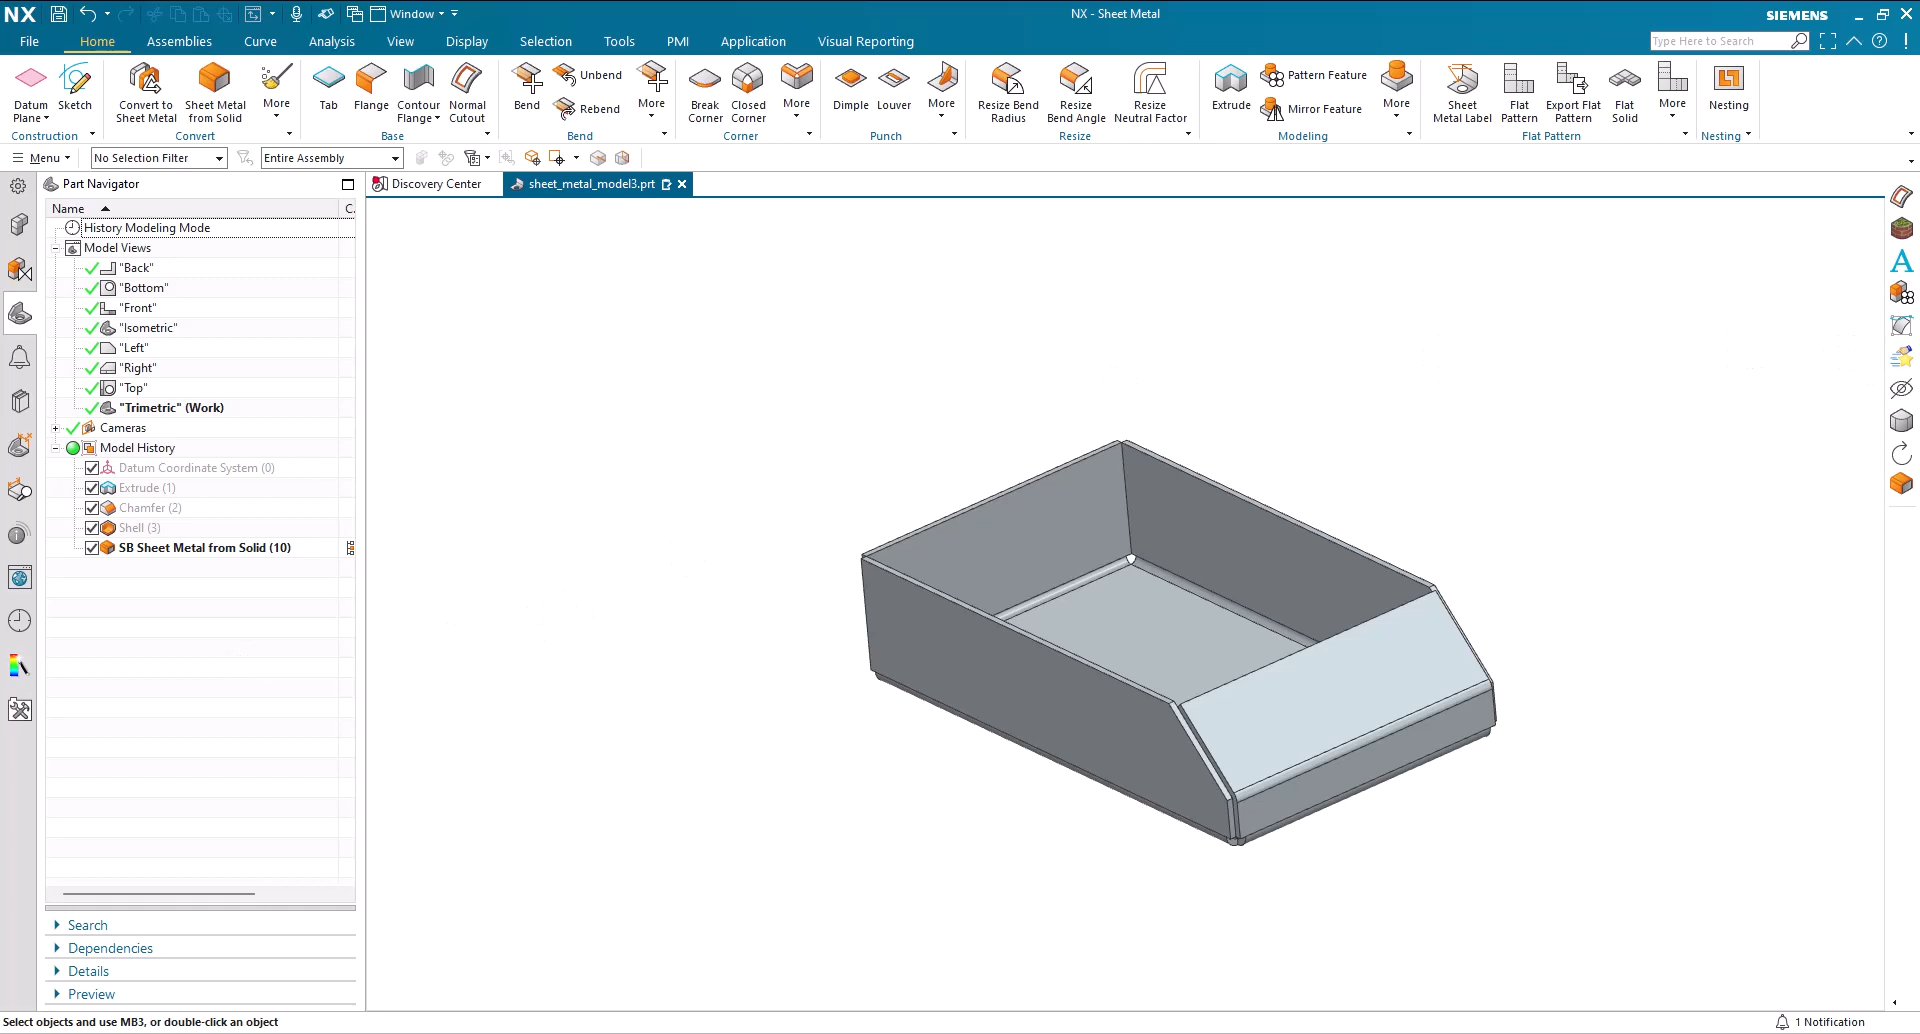 NX
Window
NX - Sheet Metal
SIEMENS
File
Home
Assemblies
Curve
Analysis
View
Display
Selection
Tools
PMI
Application
Visual Reporting
Type Here to Search
Datum
Plane
Sketch
Convert to
Sheet Metal
Sheet Metal
from Solid
More
Tab
Flange
Contour
Flange
Normal
Cutout
Bend
Unbend
Rebend
More
Break
Corner
Closed
Corner
More
Dimple
Louver
More
Resize Bend
Radius
Resize
Bend Angle
Resize
Neutral Factor
Extrude
Pattern Feature
Mirror Feature
More
Sheet
Metal Label
Flat
Pattern
Export Flat
Pattern
Flat
Solid
More
Nesting
Construction
Convert
Base
Bend
Corner
Punch
Resize
Modeling
Flat Pattern
Nesting
Menu
No Selection Filter
Entire Assembly
Part Navigator
Discovery Center
sheet_metal_model3.prt
Name
C.
History Modeling Mode
Model Views
"Back"
"Bottom"
"Front"
"Isometric"
"Left"
"Right"
"Top"
"Trimetric" (Work)
Cameras
Model History
Datum Coordinate System (0)
Extrude (1)
Chamfer (2)
Shell (3)
SB Sheet Metal from Solid (10)
Search
Dependencies
Details
Preview
Select objects and use MB3, or double-click an object
1 Notification